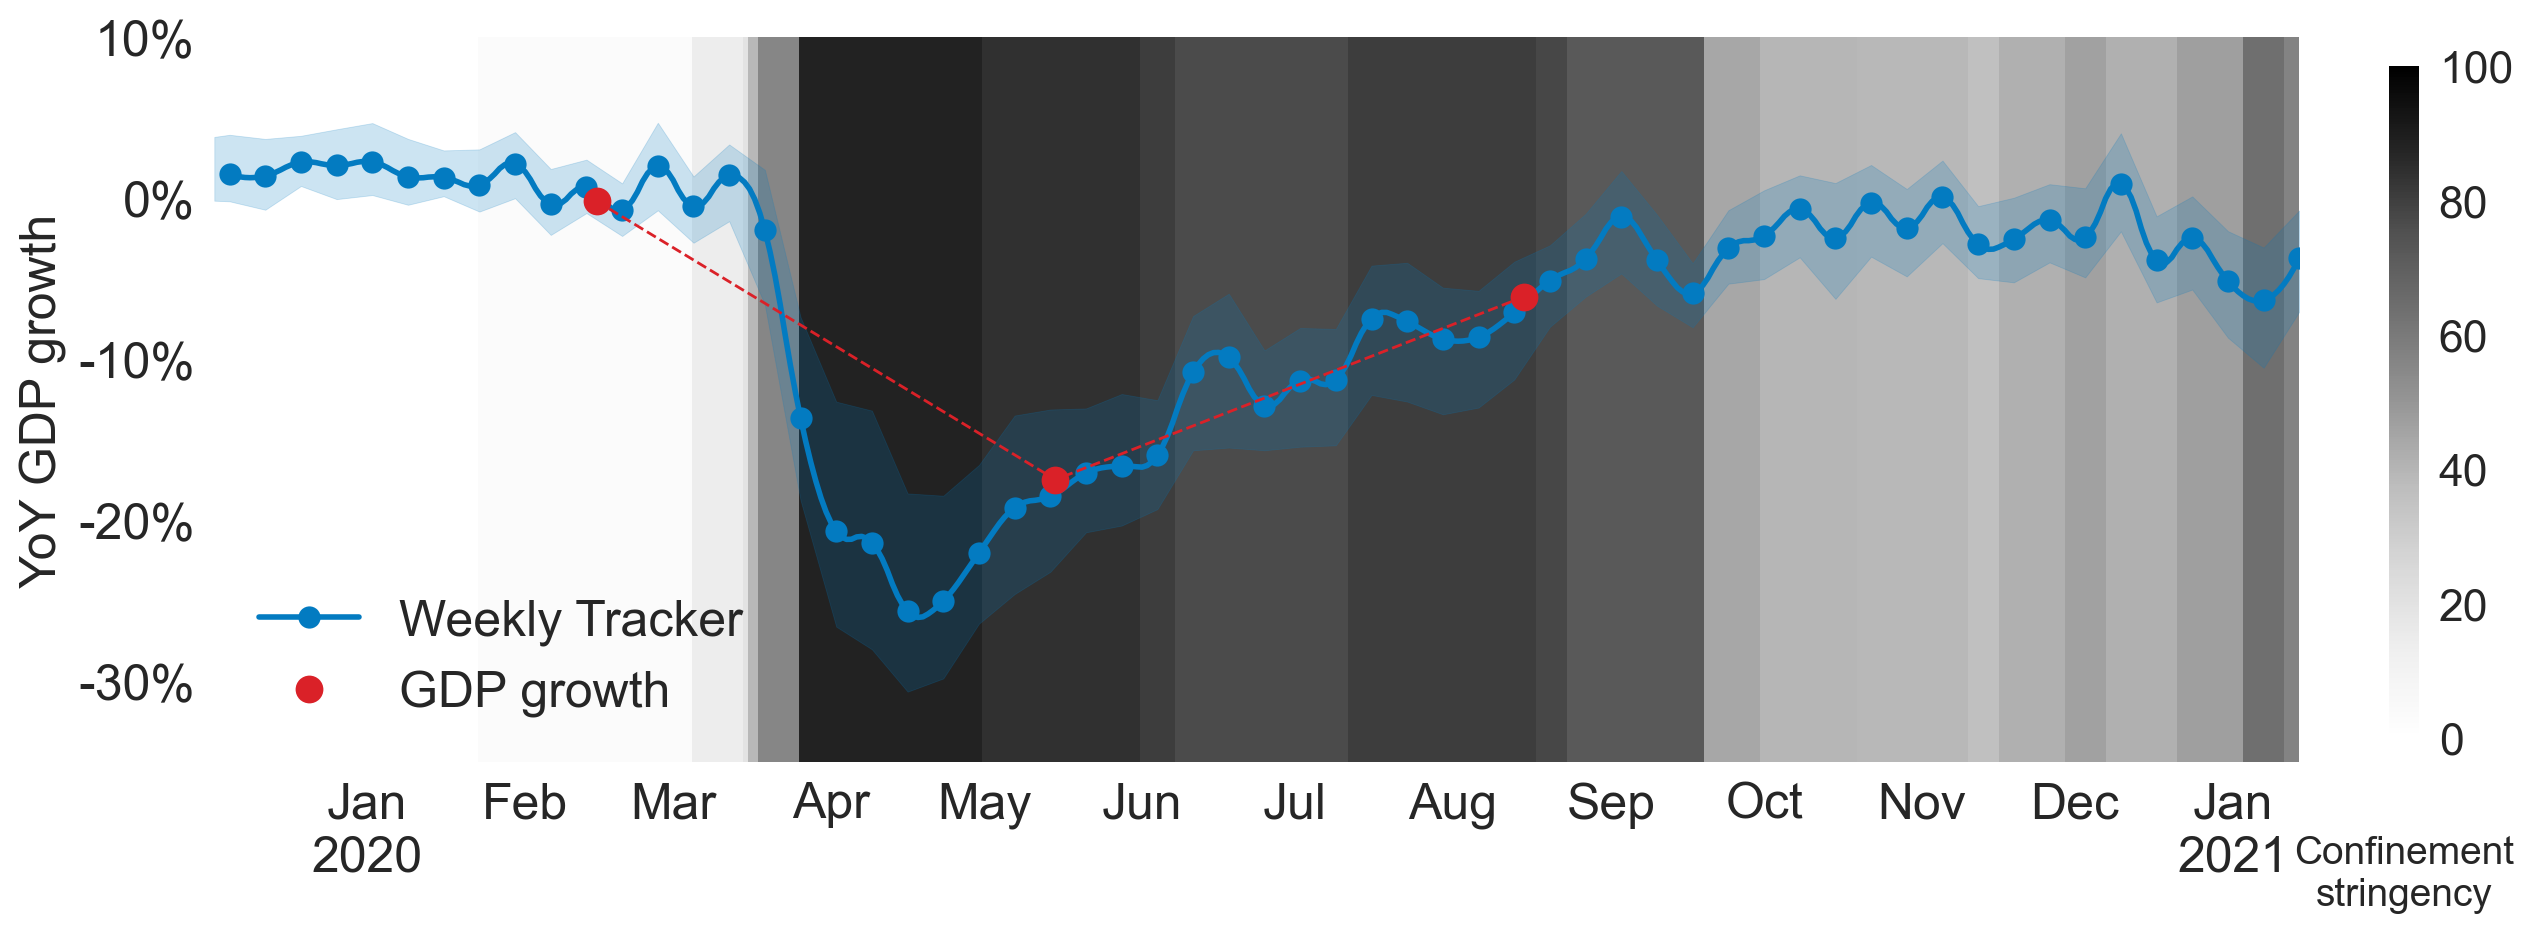 10%
0%
-10%
-20%
-30%
YoY GDP growth
Weekly Tracker
GDP growth
Jan
2020
Feb
Mar
Apr
May
Jun
Jul
Aug
Sep
Oct
Nov
Dec
Jan
2021
100
80
60
40
20
0
Confinement
stringency